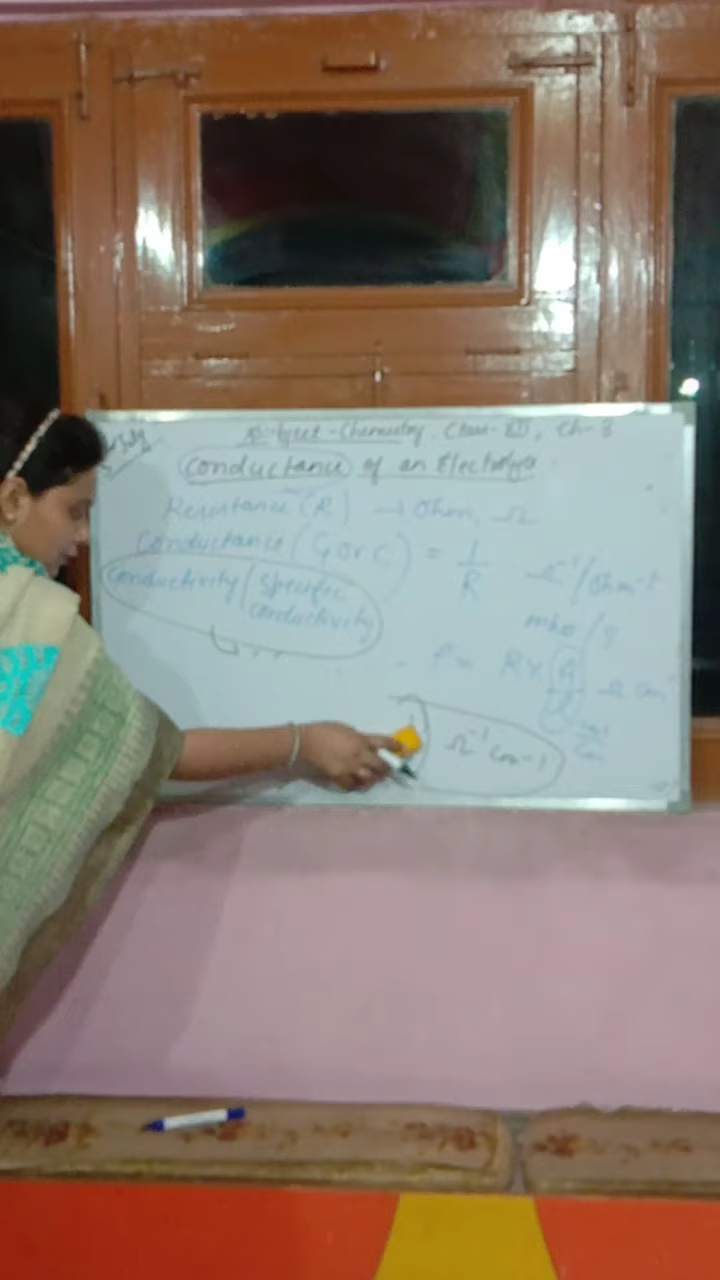 Subject - Chemistry. Class - XII, Ch-3
Conductance of an Electrolyte
Resistance (R) → Ohm, Ω
Conductance (G or C) = 1/R Ω⁻¹/Ohm⁻¹
Conductivity/Specific Conductivity
mho /
ρ = R × A/l Ω cm
Ω⁻¹ cm⁻¹